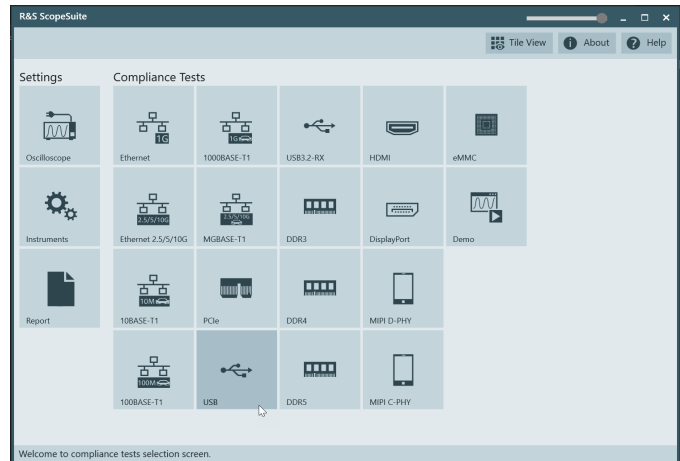 R&S ScopeSuite
Tile View
About
Help
Settings
Compliance Tests
Oscilloscope
1G
Ethernet
1G
1000BASE-T1
USB3.2-RX
HDMI
eMMC
Instruments
2.5/5/10G
Ethernet 2.5/5/10G
2.5/5/10G
MGBASE-T1
DDR3
DisplayPort
Demo
Report
10M
10BASE-T1
PCIe
DDR4
MIPI D-PHY
100M
100BASE-T1
USB
DDR5
MIPI C-PHY
Welcome to compliance tests selection screen.